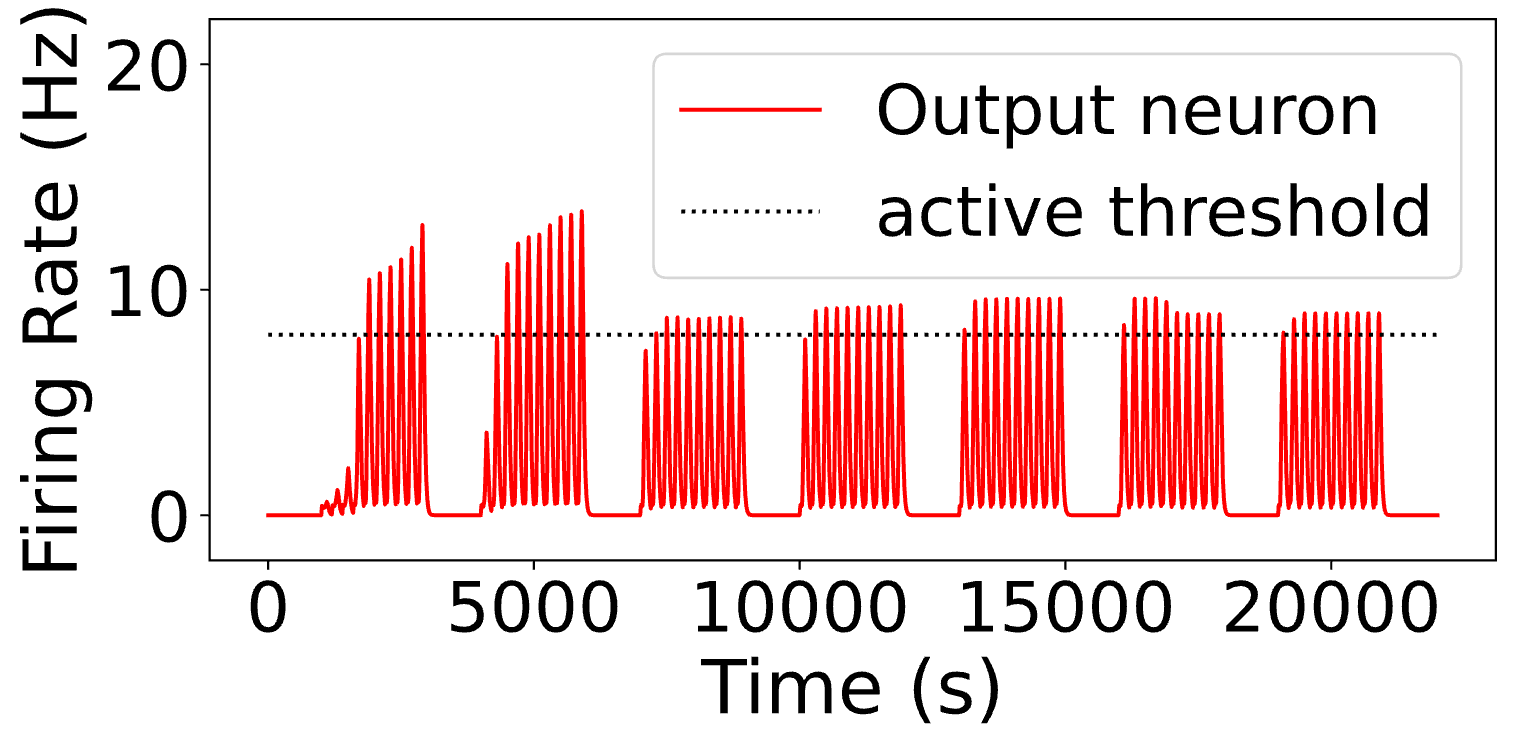 Firing Rate (Hz)
20
10
0
Output neuron
active threshold
0 5000 10000 15000 20000
Time (s)